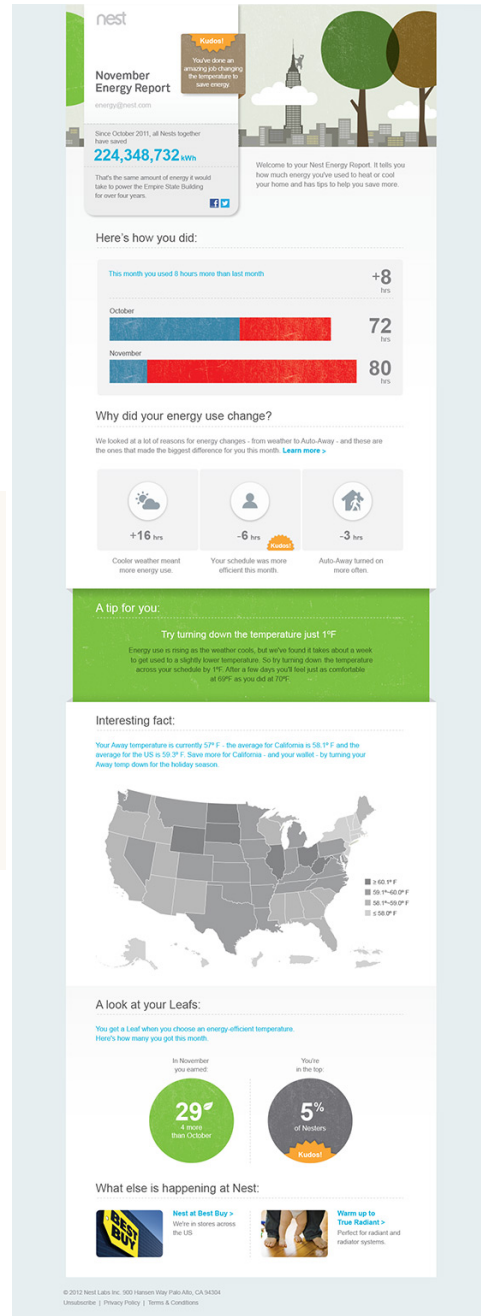 nest
Kudos!
You've done an
amazing job changing
the temperature to
save energy.
November
Energy Report
energy@nest.com
Since October 2011, all Nests together
have saved
224,348,732 kWh
That's the same amount of energy it would
take to power the Empire State Building
for over four years.
Welcome to your Nest Energy Report. It tells you
how much energy you've used to heat or cool
your home and has tips to help you save more.
Here's how you did:
This month you used 8 hours more than last month
+8
hrs
October
72
hrs
November
80
hrs
Why did your energy use change?
We looked at a lot of reasons for energy changes - from weather to Auto-Away - and these are
the ones that made the biggest difference for you this month. Learn more >
+16 hrs
-6 hrs
Kudos!
-3 hrs
Cooler weather meant
more energy use.
Your schedule was more
efficient this month.
Auto-Away turned on
more often.
A tip for you:
Try turning down the temperature just 1ºF
Energy use is rising as the weather cools, but we've found it takes about a week
to get used to a slightly lower temperature. So try turning down the temperature
across your schedule by 1ºF. After a few days you'll feel just as comfortable
at 69ºF as you did at 70ºF.
Interesting fact:
Your Away temperature is currently 57º F - the average for California is 58.1º F and the
average for the US is 59.3º F. Save more for California - and your wallet - by turning your
Away temp down for the holiday season.
≥ 60.1º F
59.1º–60.0º F
58.1º–59.0º F
≤ 58.0º F
A look at your Leafs:
You get a Leaf when you choose an energy-efficient temperature.
Here's how many you got this month.
In November
you earned:
29
4 more
than October
You're
in the top:
5%
of Nesters
Kudos!
What else is happening at Nest:
BEST
BUY
Nest at Best Buy >
We're in stores across
the US
Warm up to
True Radiant >
Perfect for radiant and
radiator systems.
© 2012 Nest Labs Inc. 900 Hansen Way Palo Alto, CA 94304
Unsubscribe | Privacy Policy | Terms & Conditions